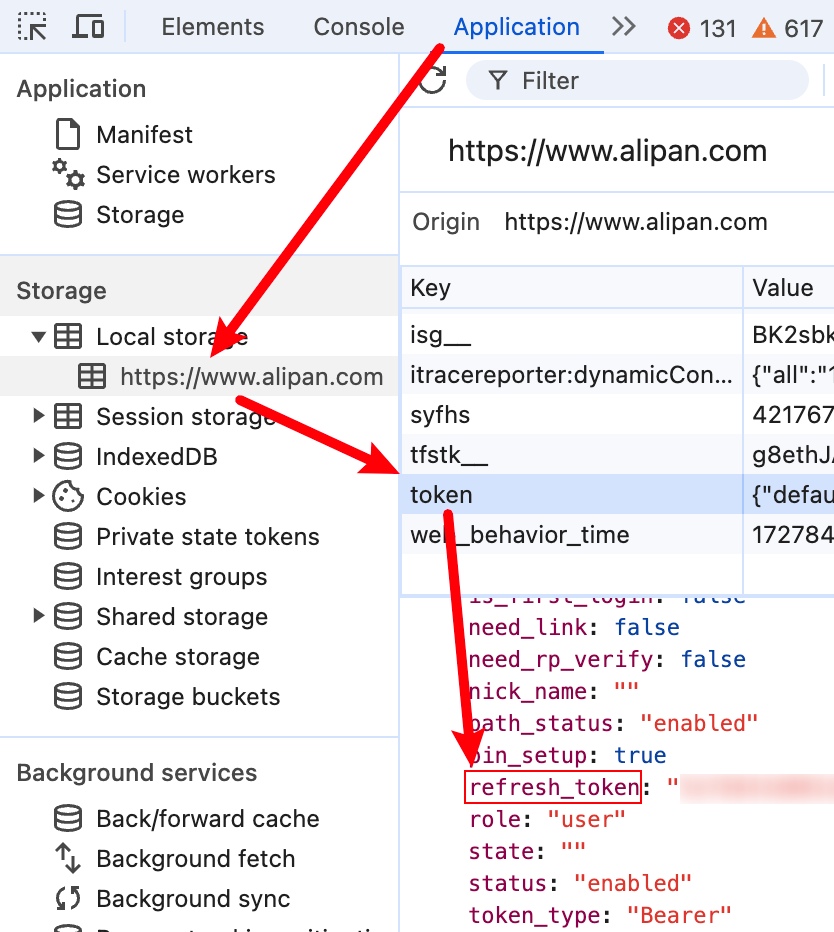 Elements Console Application 131 617
Application
Manifest
Service workers
Storage
Storage
Local storage
https://www.alipan.com
Session storage
IndexedDB
Cookies
Private state tokens
Interest groups
Shared storage
Cache storage
Storage buckets
Background services
Back/forward cache
Background fetch
Background sync
Filter
https://www.alipan.com
Origin https://www.alipan.com
Key Value
isg__ BK2sbk
itracereporter:dynamicCon... {"all":"1
syfhs 421767
tfstk__ g8ethJ
token {"defau
web_behavior_time 172784
is_first_login: false
need_link: false
need_rp_verify: false
nick_name: ""
path_status: "enabled"
pin_setup: true
refresh_token: "
role: "user"
state: ""
status: "enabled"
token_type: "Bearer"